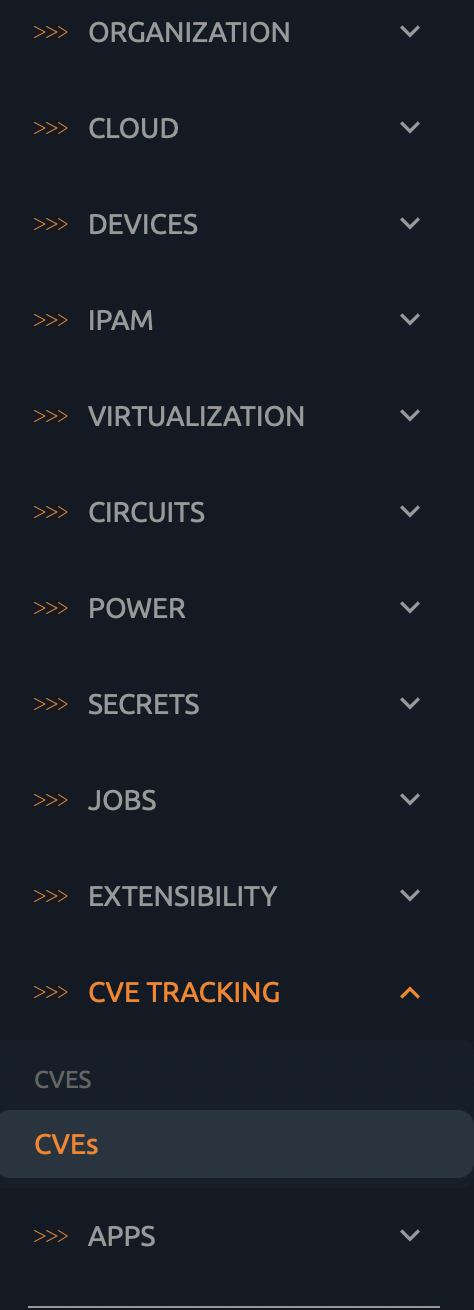 >>> ORGANIZATION
>>> CLOUD
>>> DEVICES
>>> IPAM
>>> VIRTUALIZATION
>>> CIRCUITS
>>> POWER
>>> SECRETS
>>> JOBS
>>> EXTENSIBILITY
>>> CVE TRACKING
CVES
CVEs
>>> APPS